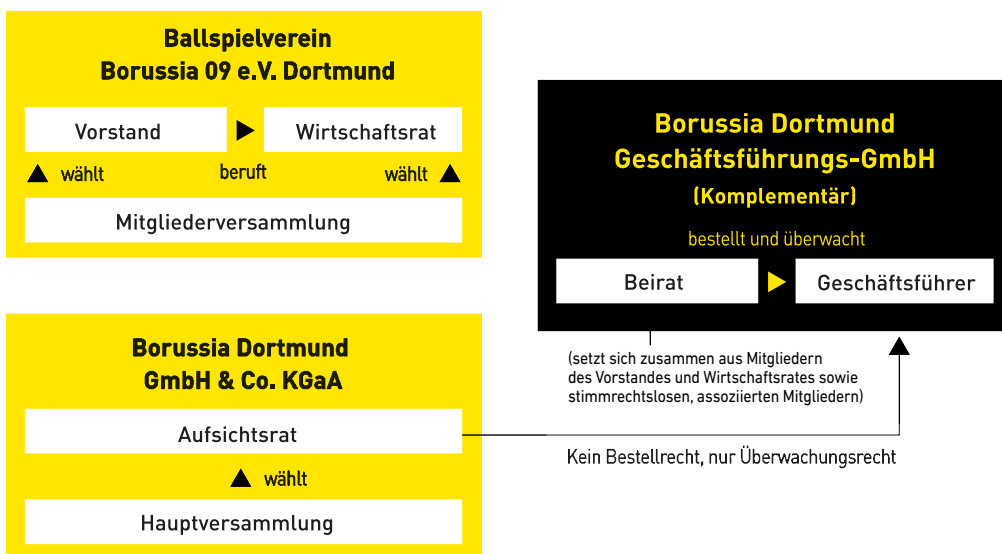 Ballspielverein
Borussia 09 e.V. Dortmund
Vorstand
Wirtschaftsrat
wählt
beruft
wählt
Mitgliederversammlung
Borussia Dortmund
GmbH & Co. KGaA
Aufsichtsrat
wählt
Hauptversammlung
Borussia Dortmund
Geschäftsführungs-GmbH
(Komplementär)
bestellt und überwacht
Beirat
Geschäftsführer
(setzt sich zusammen aus Mitgliedern
des Vorstandes und Wirtschaftsrates sowie
stimmrechtslosen, assoziierten Mitgliedern)
Kein Bestellrecht, nur Überwachungsrecht